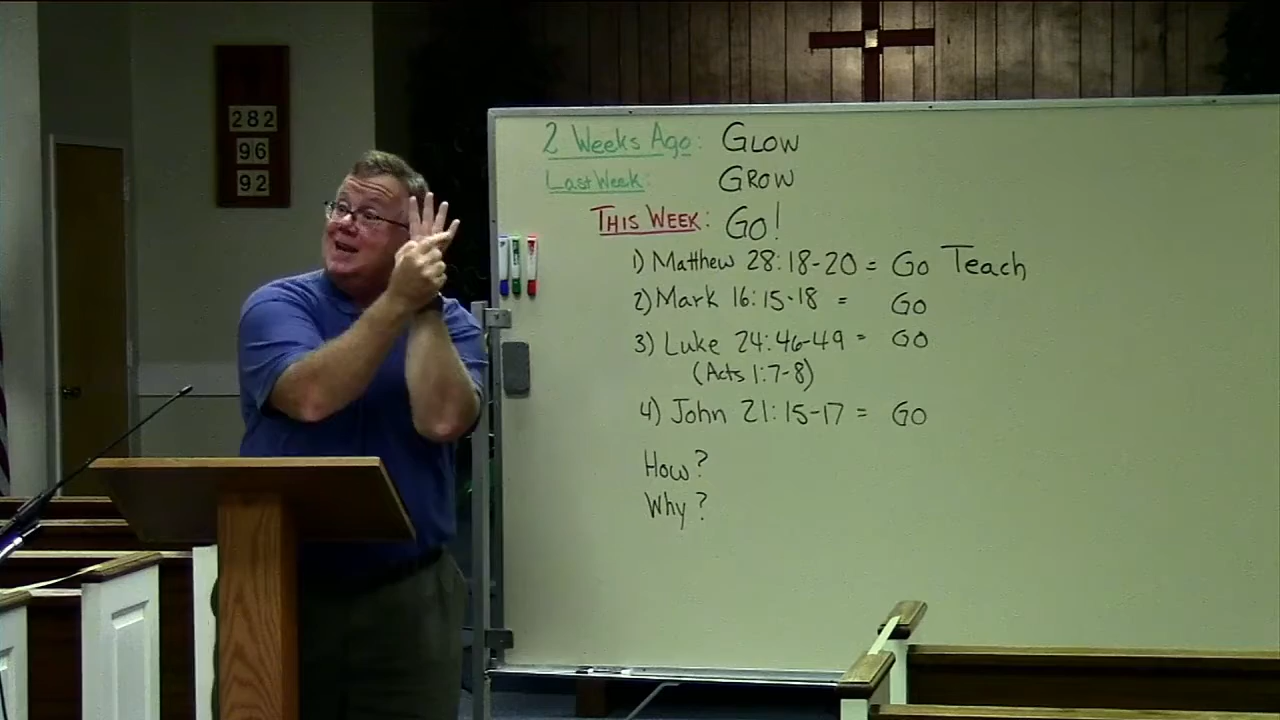 282
96
92
2 Weeks Ago: GLOW
Last Week: GROW
THIS WEEK: GO!
1) Matthew 28:18-20 = Go Teach
2) Mark 16:15-18 = GO
3) Luke 24:46-49 = GO
(Acts 1:7-8)
4) John 21:15-17 = GO
How?
Why?